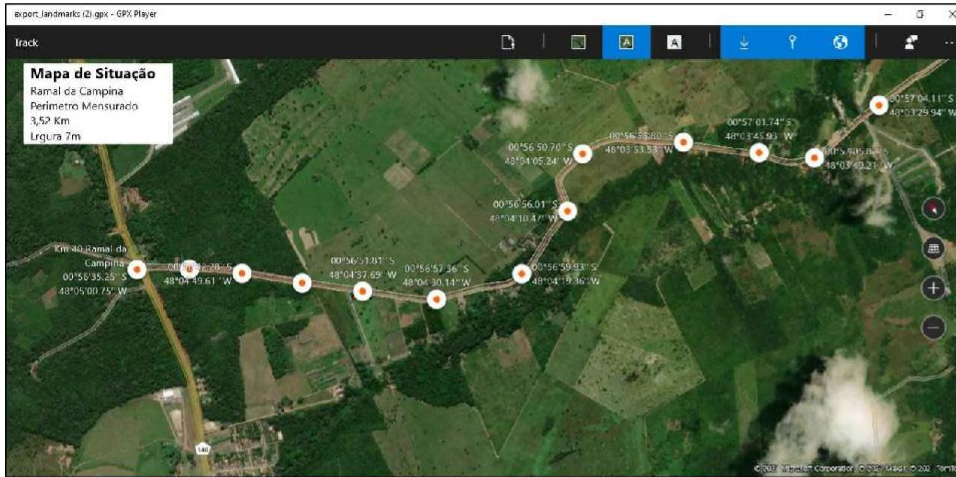 export_landmarks (2).gpx - GPX Player
Track
Mapa de Situação
Ramal da Campina
Perimetro Mensurado
3,52 Km
Lrgura 7m
00°57'04.11" S
48°03'29.94" W
00°57'01.74" S
48°03'45.93" W
48°03'53.53" W
00°56'50.70" S
48°04'05.24" W
48°03'40.21" W
00°56'56.01" S
48°04'10.47" W
Km 40 Ramal da
Campina
00°56'35.25" S
48°05'00.75" W
48°04'49.61" W
00°56'51.81" S
48°04'37.69" W
00°56'57.36" S
48°04'30.14" W
00°56'59.93" S
48°04'19.36" W
140
Microsoft Corporation